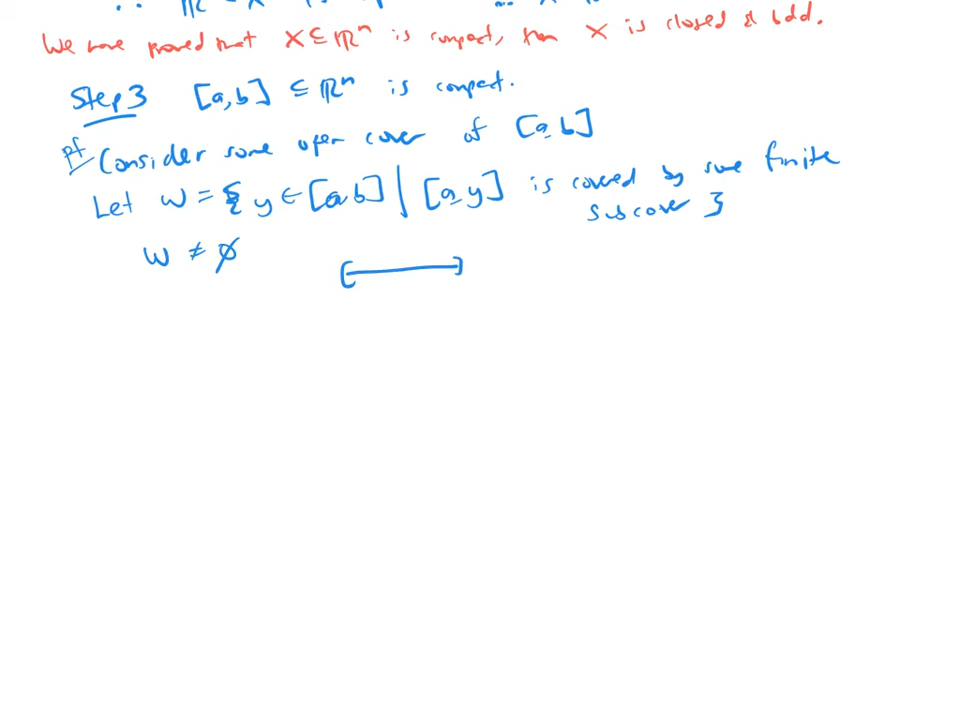 We have proved that X ⊆ ℝⁿ is compact, then X is closed & bdd.
Step 3 [a,b] ⊆ ℝⁿ is compact.
pf Consider some open cover of [a,b]
Let W = { y ∈ [a,b] | [a,y] is covered by some finite
subcover }
W ≠ ∅